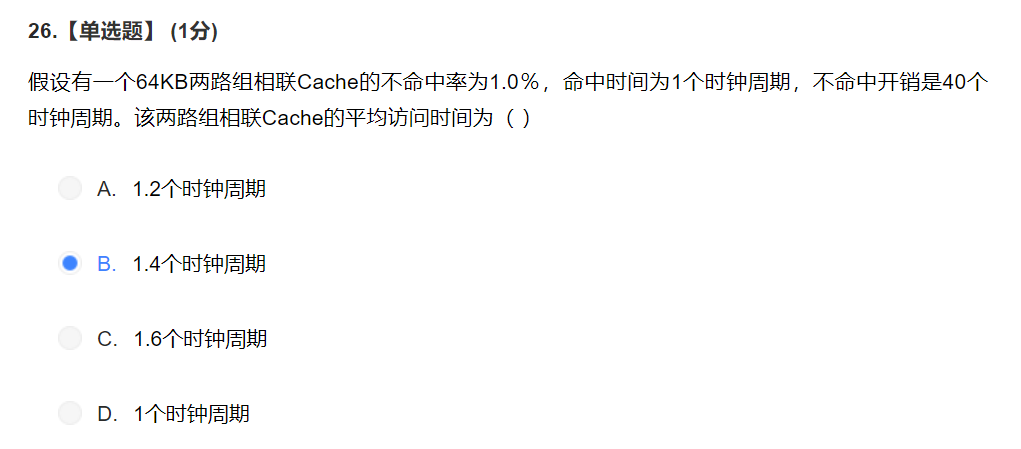 26.【单选题】 (1分)
假设有一个64KB两路组相联Cache的不命中率为1.0%，命中时间为1个时钟周期，不命中开销是40个
时钟周期。该两路组相联Cache的平均访问时间为（ ）
A. 1.2个时钟周期
B. 1.4个时钟周期
C. 1.6个时钟周期
D. 1个时钟周期